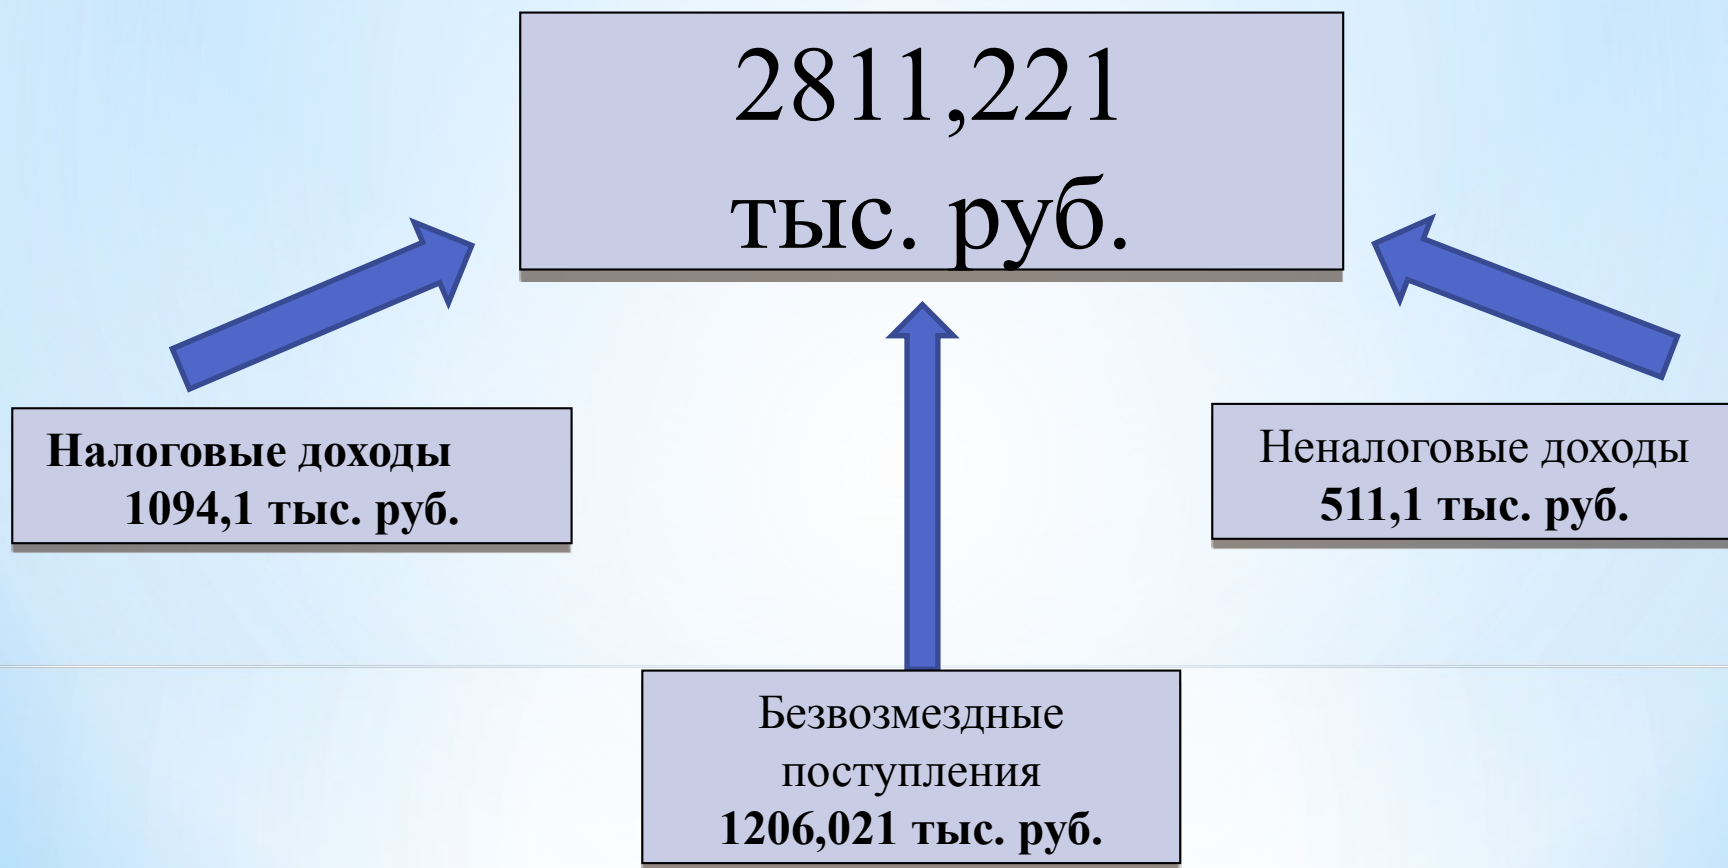 2811,221
тыс. руб.
Налоговые доходы
1094,1 тыс. руб.
Неналоговые доходы
511,1 тыс. руб.
Безвозмездные
поступления
1206,021 тыс. руб.